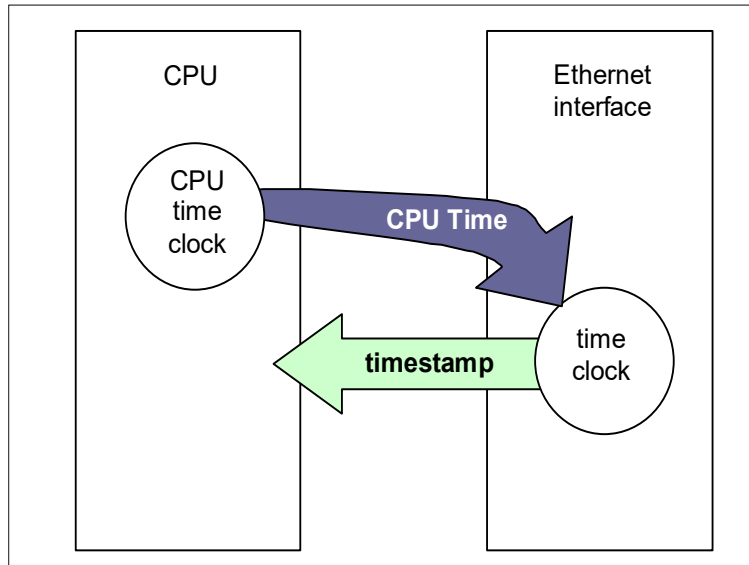 CPU
Ethernet
interface
CPU
time
clock
CPU Time
time
clock
timestamp